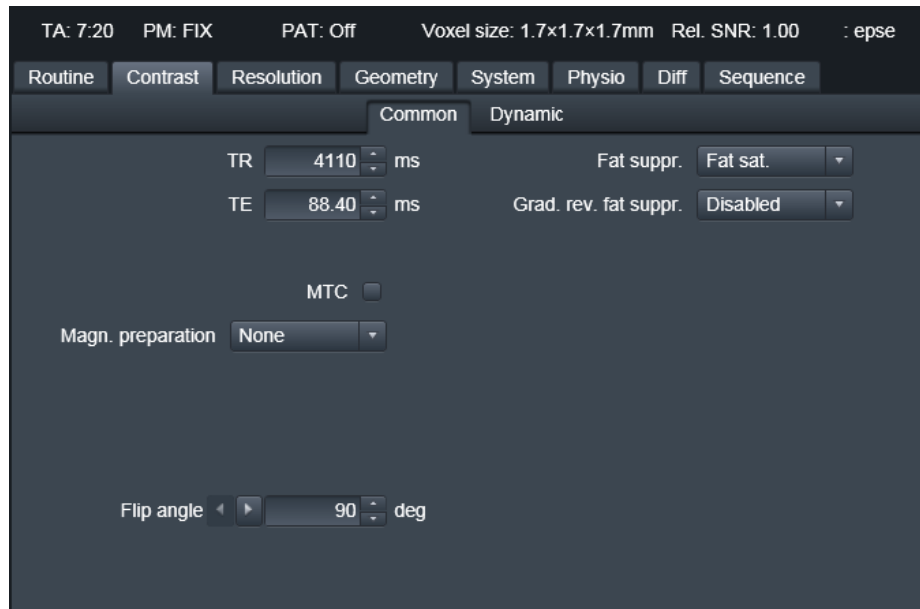 TA: 7:20 PM: FIX PAT: Off Voxel size: 1.7×1.7×1.7mm Rel. SNR: 1.00 : epse
Routine Contrast Resolution Geometry System Physio Diff Sequence
Common Dynamic
TR 4110 ms Fat suppr. Fat sat.
TE 88.40 ms Grad. rev. fat suppr. Disabled
MTC
Magn. preparation None
Flip angle 90 deg